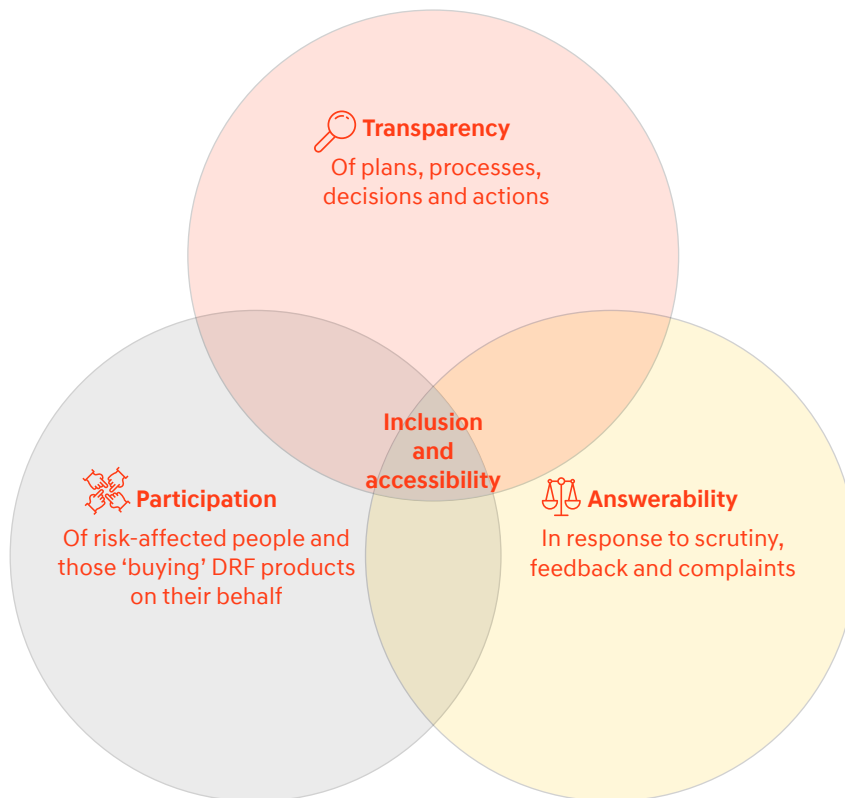 Transparency
Of plans, processes,
decisions and actions
Inclusion
and
accessibility
Participation
Of risk-affected people and
those ‘buying’ DRF products
on their behalf
Answerability
In response to scrutiny,
feedback and complaints